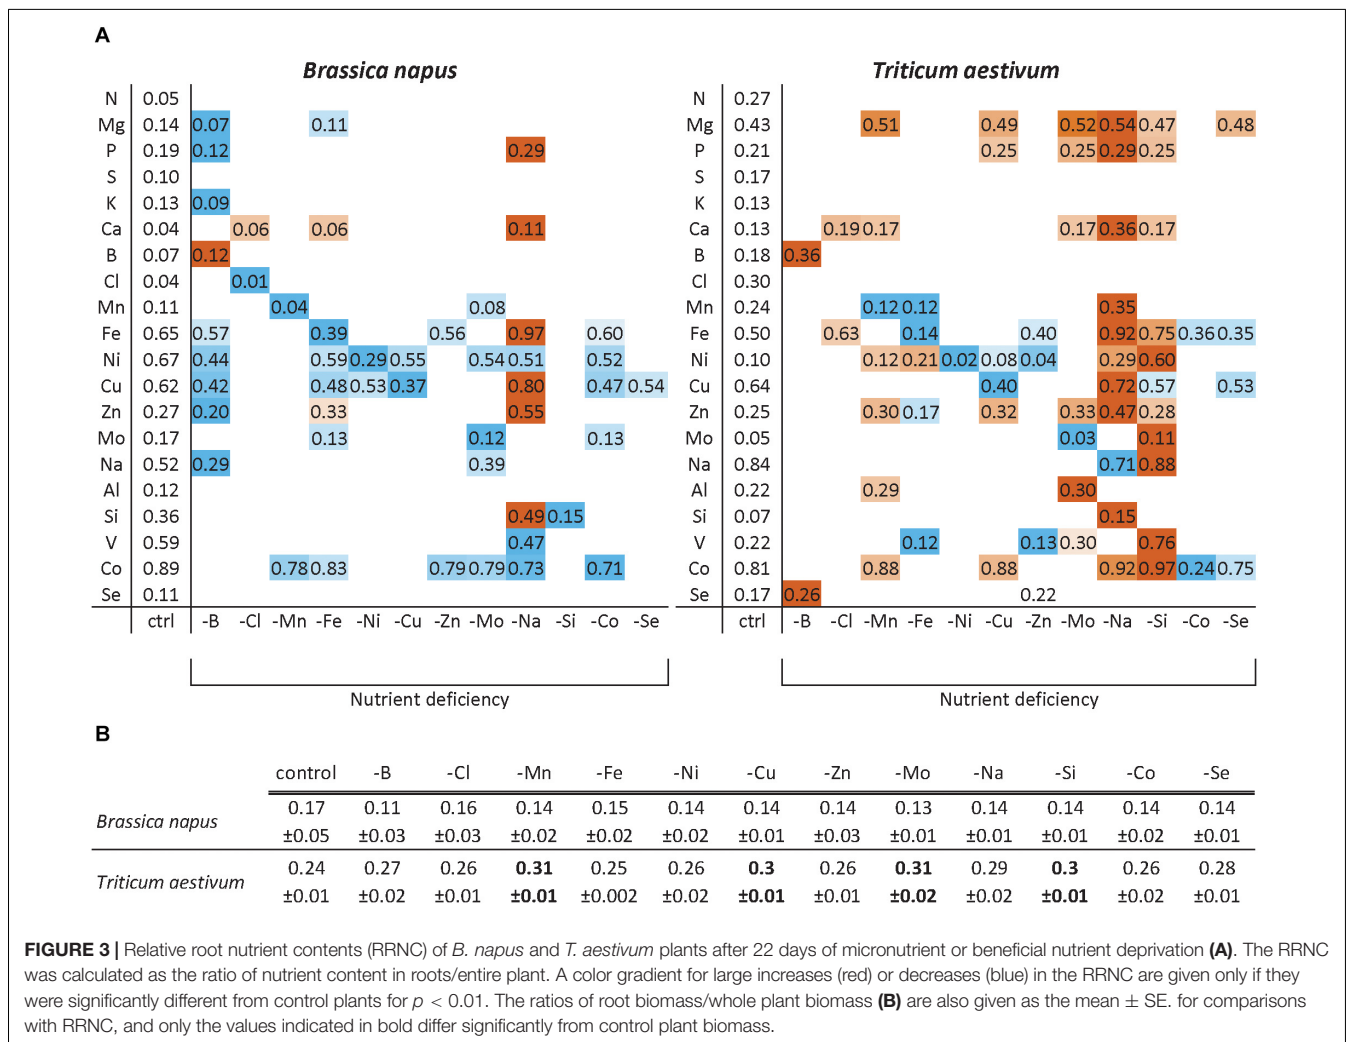 A
Brassica napus Triticum aestivum
N 0.05 N 0.27
Mg 0.14 0.07 0.11 Mg 0.43 0.51 0.49 0.52 0.54 0.47 0.48
P 0.19 0.12 0.29 P 0.21 0.25 0.25 0.29 0.25
S 0.10 S 0.17
K 0.13 0.09 K 0.13
Ca 0.04 0.06 0.06 0.11 Ca 0.13 0.19 0.17 0.17 0.36 0.17
B 0.07 0.12 B 0.18 0.36
Cl 0.04 0.01 Cl 0.30
Mn 0.11 0.04 0.08 Mn 0.24 0.12 0.12 0.35
Fe 0.65 0.57 0.39 0.56 0.97 0.60 Fe 0.50 0.63 0.14 0.40 0.92 0.75 0.36 0.35
Ni 0.67 0.44 0.59 0.29 0.55 0.54 0.51 0.52 Ni 0.10 0.12 0.21 0.02 0.08 0.04 0.29 0.60
Cu 0.62 0.42 0.48 0.53 0.37 0.80 0.47 0.54 Cu 0.64 0.40 0.72 0.57 0.53
Zn 0.27 0.20 0.33 0.55 Zn 0.25 0.30 0.17 0.32 0.33 0.47 0.28
Mo 0.17 0.13 0.12 0.13 Mo 0.05 0.03 0.11
Na 0.52 0.29 0.39 Na 0.84 0.71 0.88
Al 0.12 Al 0.22 0.29 0.30
Si 0.36 0.49 0.15 Si 0.07 0.15
V 0.59 0.47 V 0.22 0.12 0.13 0.30 0.76
Co 0.89 0.78 0.83 0.79 0.79 0.73 0.71 Co 0.81 0.88 0.88 0.92 0.97 0.24 0.75
Se 0.11 Se 0.17 0.26 0.22
ctrl -B -Cl -Mn -Fe -Ni -Cu -Zn -Mo -Na -Si -Co -Se ctrl -B -Cl -Mn -Fe -Ni -Cu -Zn -Mo -Na -Si -Co -Se
Nutrient deficiency Nutrient deficiency
B
control -B -Cl -Mn -Fe -Ni -Cu -Zn -Mo -Na -Si -Co -Se
0.17 0.11 0.16 0.14 0.15 0.14 0.14 0.14 0.13 0.14 0.14 0.14 0.14
Brassica napus
±0.05 ±0.03 ±0.03 ±0.02 ±0.02 ±0.02 ±0.01 ±0.03 ±0.01 ±0.01 ±0.01 ±0.02 ±0.01
0.24 0.27 0.26 0.31 0.25 0.26 0.3 0.26 0.31 0.29 0.3 0.26 0.28
Triticum aestivum
±0.01 ±0.02 ±0.01 ±0.01 ±0.002 ±0.02 ±0.01 ±0.01 ±0.02 ±0.02 ±0.01 ±0.02 ±0.01
FIGURE 3 | Relative root nutrient contents (RRNC) of B. napus and T. aestivum plants after 22 days of micronutrient or beneficial nutrient deprivation (A). The RRNC
was calculated as the ratio of nutrient content in roots/entire plant. A color gradient for large increases (red) or decreases (blue) in the RRNC are given only if they
were significantly different from control plants for p < 0.01. The ratios of root biomass/whole plant biomass (B) are also given as the mean ± SE. for comparisons
with RRNC, and only the values indicated in bold differ significantly from control plant biomass.